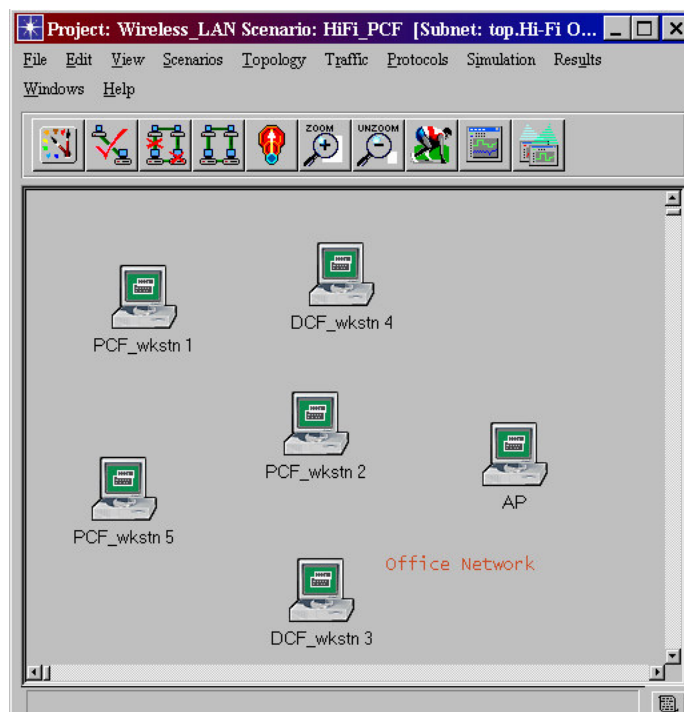 Project: Wireless_LAN Scenario: HiFi_PCF [Subnet: top.Hi-Fi O...
File Edit View Scenarios Topology Traffic Protocols Simulation Results
Windows Help
ZOOM UNZOOM
DCF_wkstn 4
PCF_wkstn 1
PCF_wkstn 2
AP
PCF_wkstn 5
Office Network
DCF_wkstn 3